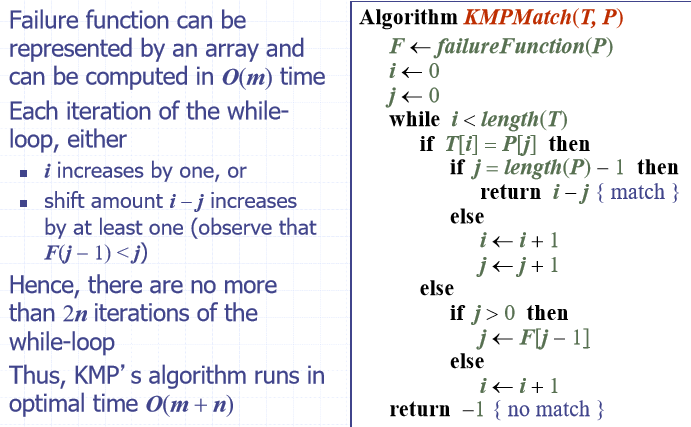 Failure function can be
represented by an array and
can be computed in O(m) time
Each iteration of the while-
loop, either
▪ i increases by one, or
▪ shift amount i – j increases
by at least one (observe that
F(j – 1) < j)
Hence, there are no more
than 2n iterations of the
while-loop
Thus, KMP's algorithm runs in
optimal time O(m + n)
Algorithm KMPMatch(T, P)
F ← failureFunction(P)
i ← 0
j ← 0
while i < length(T)
if T[i] = P[j] then
if j = length(P) – 1 then
return i – j { match }
else
i ← i + 1
j ← j + 1
else
if j > 0 then
j ← F[j – 1]
else
i ← i + 1
return –1 { no match }